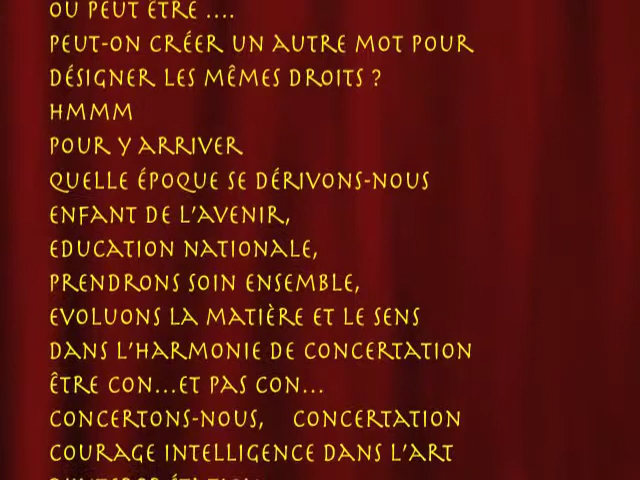 OU PEUT ÊTRE ....
PEUT-ON CRÉER UN AUTRE MOT POUR
DÉSIGNER LES MÊMES DROITS ?
HMMM
POUR Y ARRIVER
QUELLE ÉPOQUE SE DÉRIVONS-NOUS
ENFANT DE L'AVENIR,
EDUCATION NATIONALE,
PRENDRONS SOIN ENSEMBLE,
EVOLUONS LA MATIÈRE ET LE SENS
DANS L'HARMONIE DE CONCERTATION
ÊTRE CON...ET PAS CON...
CONCERTONS-NOUS, CONCERTATION
COURAGE INTELLIGENCE DANS L'ART